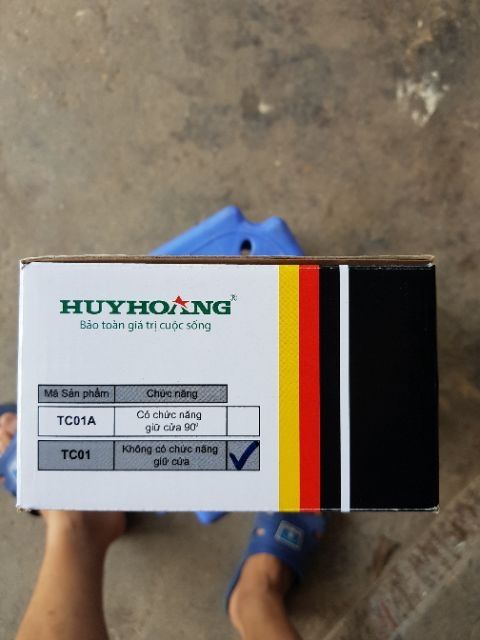 HUYHOANG®
Bảo toàn giá trị cuộc sống
Mã Sản phẩm Chức năng
TC01A Có chức năng
giữ cửa 90⁰
TC01 Không có chức năng
giữ cửa